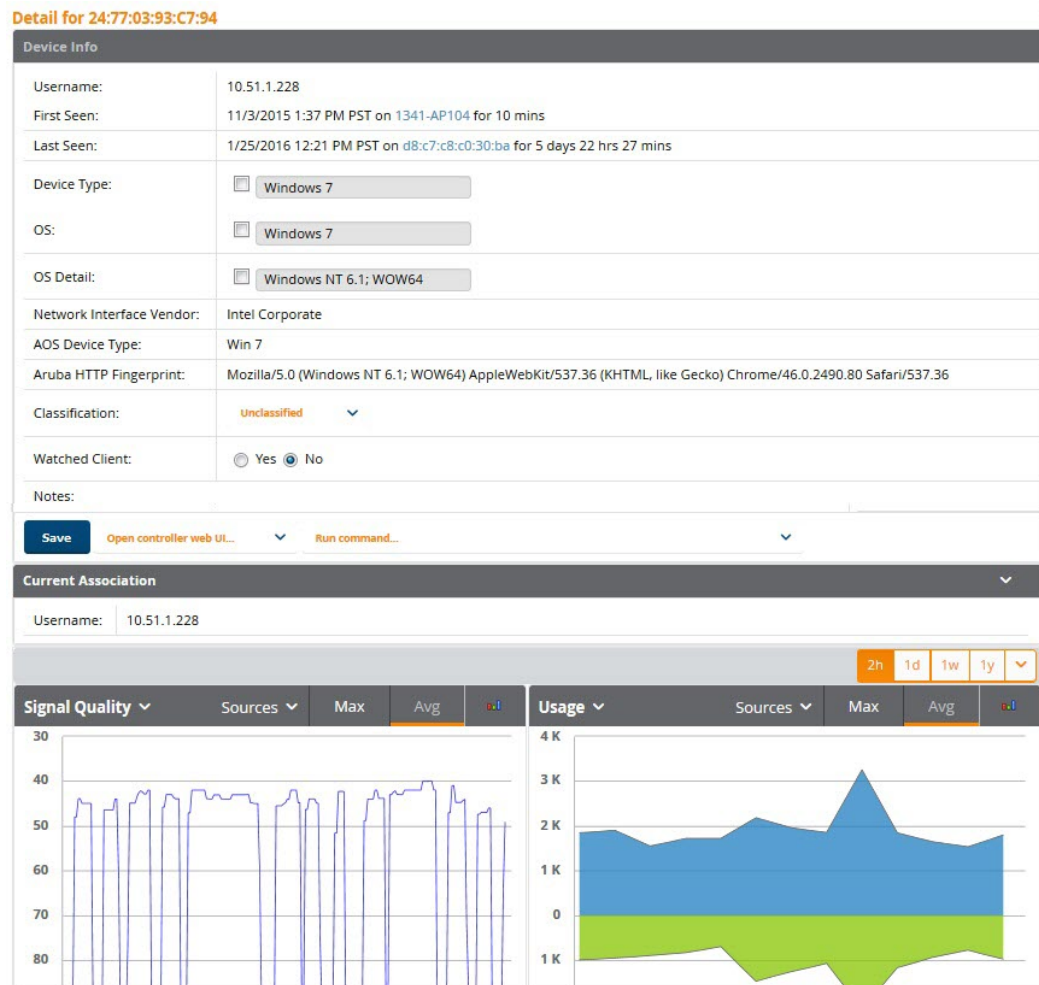 Detail for 24:77:03:93:C7:94
Device Info
Username: 10.51.1.228
First Seen: 11/3/2015 1:37 PM PST on 1341-AP104 for 10 mins
Last Seen: 1/25/2016 12:21 PM PST on d8:c7:c8:c0:30:ba for 5 days 22 hrs 27 mins
Device Type: Windows 7
OS: Windows 7
OS Detail: Windows NT 6.1; WOW64
Network Interface Vendor: Intel Corporate
AOS Device Type: Win 7
Aruba HTTP Fingerprint: Mozilla/5.0 (Windows NT 6.1; WOW64) AppleWebKit/537.36 (KHTML, like Gecko) Chrome/46.0.2490.80 Safari/537.36
Classification: Unclassified
Watched Client: Yes No
Notes:
Save Open controller web UI... Run command...
Current Association
Username: 10.51.1.228
2h 1d 1w 1y
Signal Quality Sources Max Avg
30
40
50
60
70
80
Usage Sources Max Avg
4 K
3 K
2 K
1 K
0
1 K